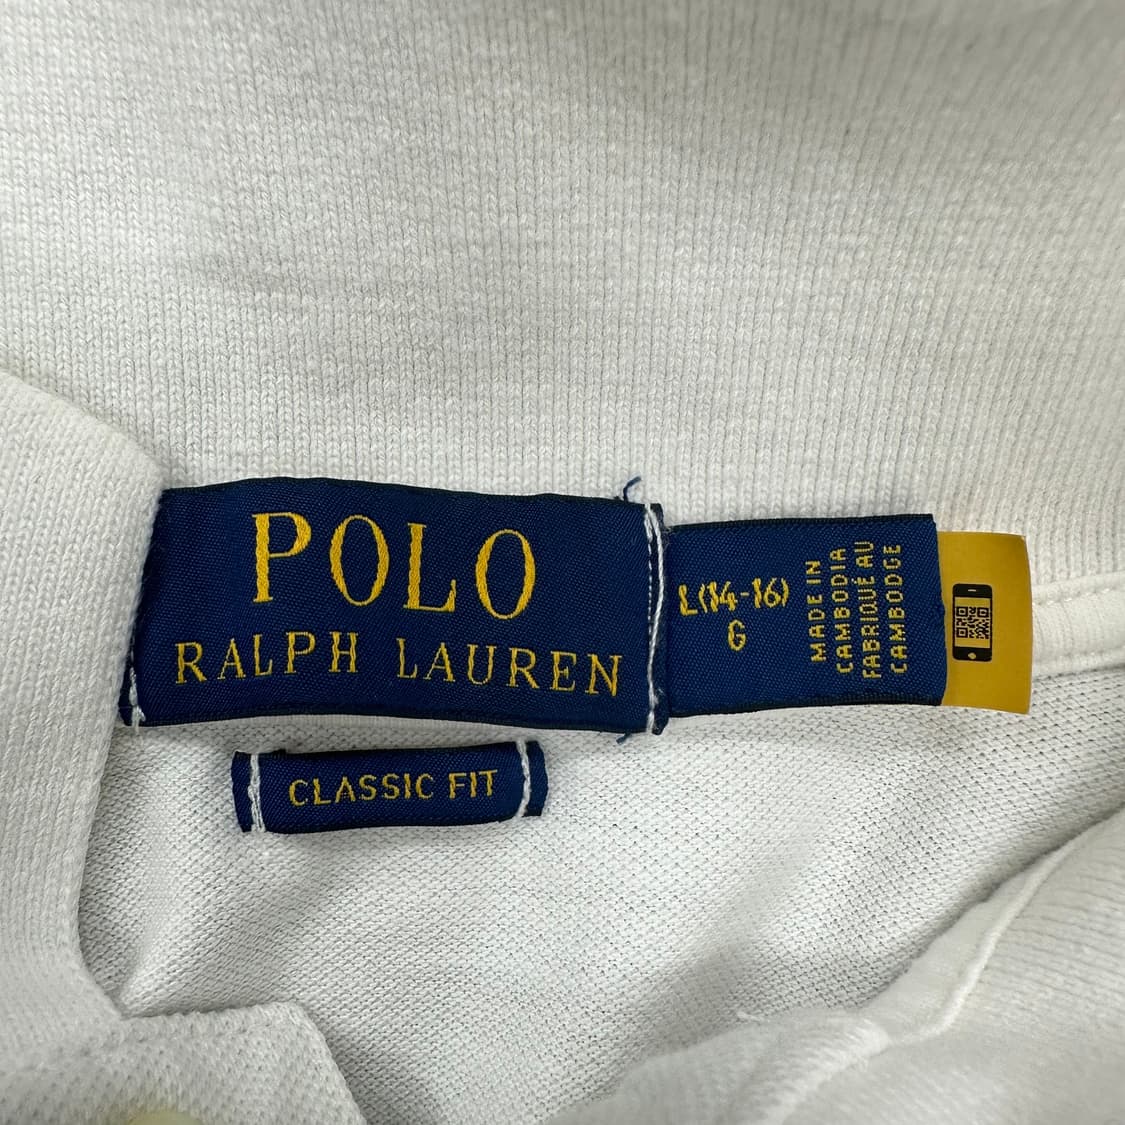 POLO
RALPH LAUREN
L(14-16)
G
MADE IN
CAMBODIA
FABRIQUÉ AU
CAMBODGE
CLASSIC FIT